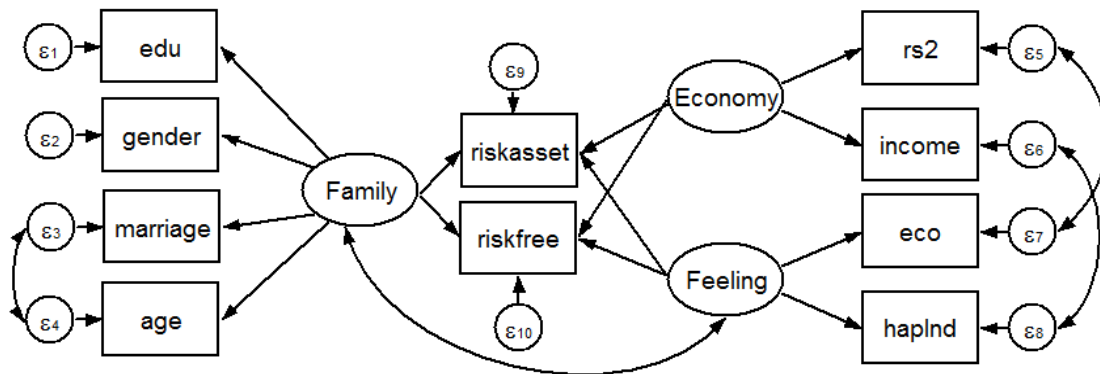 ε1
edu
ε2
gender
ε3
marriage
ε4
age
Family
ε9
riskasset
riskfree
ε10
Economy
Feeling
rs2
ε5
income
ε6
eco
ε7
hapInd
ε8